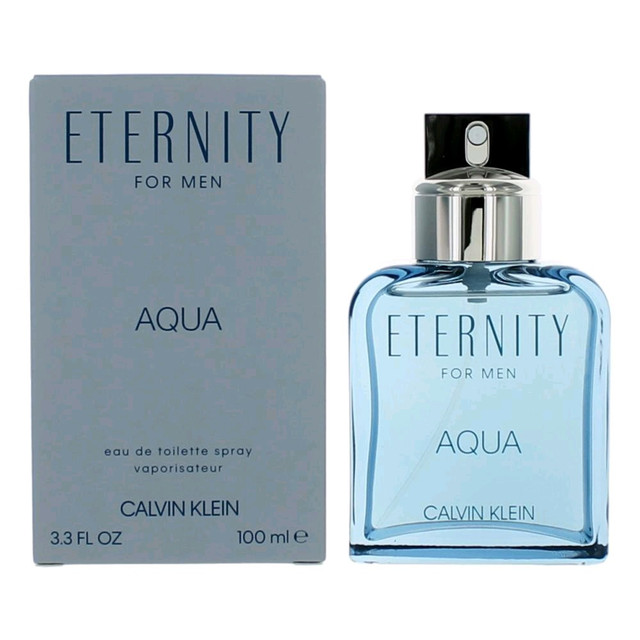 ETERNITY
FOR MEN
AQUA
eau de toilette spray
vaporisateur
CALVIN KLEIN
3.3 FL OZ 100 ml ℮
ETERNITY
FOR MEN
AQUA
CALVIN KLEIN